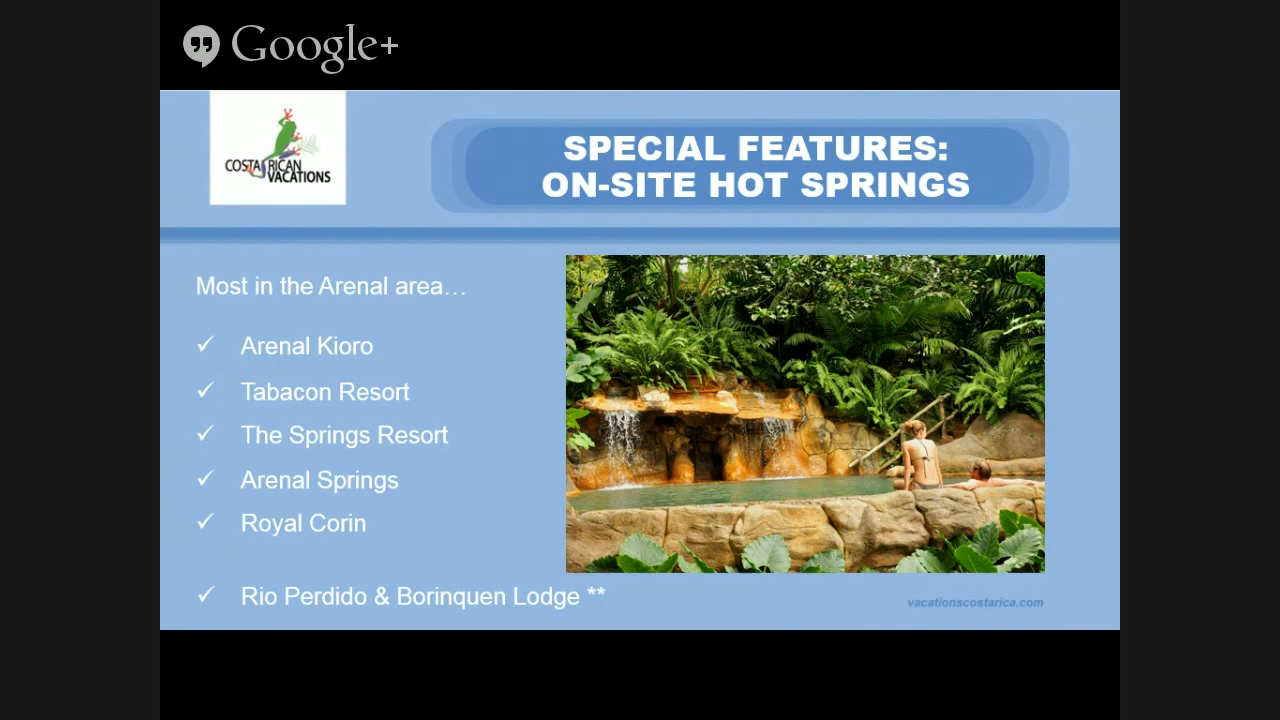 Google+
COSTA RICAN
VACATIONS
SPECIAL FEATURES:
ON-SITE HOT SPRINGS
Most in the Arenal area…
✓ Arenal Kioro
✓ Tabacon Resort
✓ The Springs Resort
✓ Arenal Springs
✓ Royal Corin
✓ Rio Perdido & Borinquen Lodge **
vacationscostarica.com